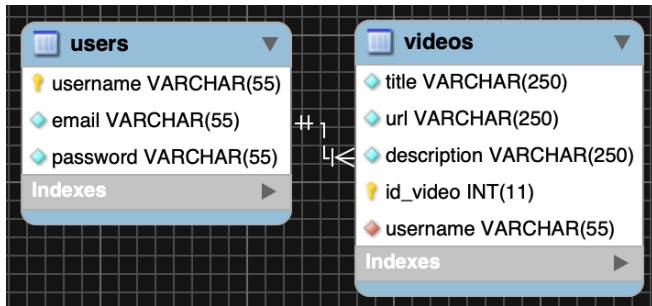 users
username VARCHAR(55)
email VARCHAR(55)
password VARCHAR(55)
Indexes
videos
title VARCHAR(250)
url VARCHAR(250)
description VARCHAR(250)
id_video INT(11)
username VARCHAR(55)
Indexes